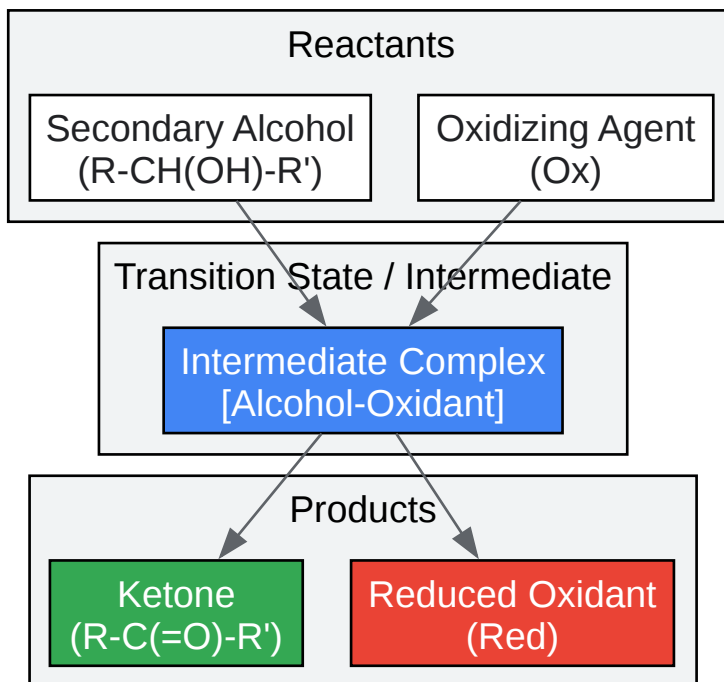 Reactants
Secondary Alcohol
(R-CH(OH)-R')
Oxidizing Agent
(Ox)
Transition State / Intermediate
Intermediate Complex
[Alcohol-Oxidant]
Products
Ketone
(R-C(=O)-R')
Reduced Oxidant
(Red)